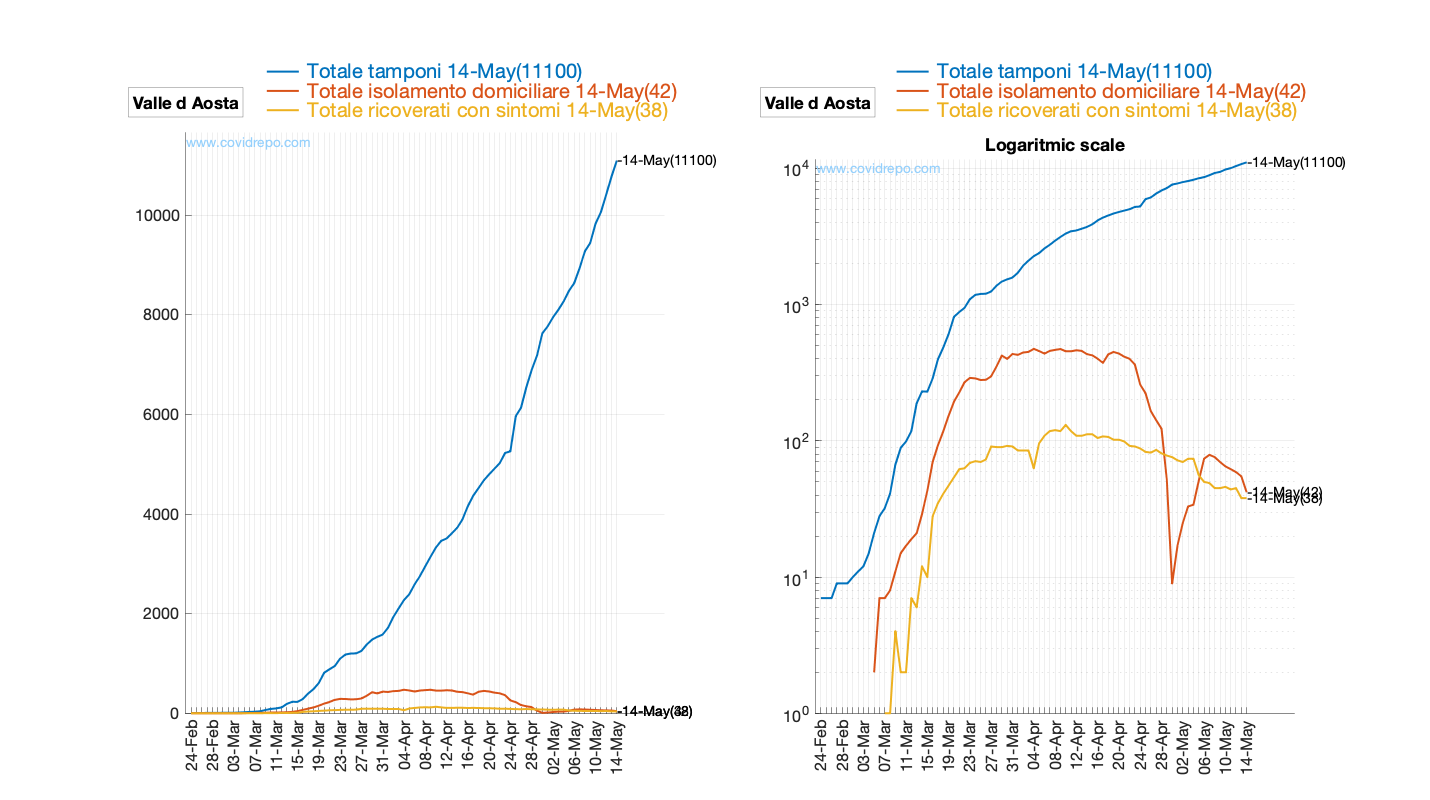 Totale tamponi 14-May(11100)
Totale isolamento domiciliare 14-May(42)
Totale ricoverati con sintomi 14-May(38)
Valle d Aosta
www.covidrepo.com
-14-May(11100)
10000
8000
6000
4000
2000
0
-14-May(42)
-14-May(38)
24-Feb
28-Feb
03-Mar
07-Mar
11-Mar
15-Mar
19-Mar
23-Mar
27-Mar
31-Mar
04-Apr
08-Apr
12-Apr
16-Apr
20-Apr
24-Apr
28-Apr
02-May
06-May
10-May
14-May
Totale tamponi 14-May(11100)
Totale isolamento domiciliare 14-May(42)
Totale ricoverati con sintomi 14-May(38)
Valle d Aosta
Logaritmic scale
www.covidrepo.com
-14-May(11100)
10^4
10^3
10^2
10^1
10^0
-14-May(42)
-14-May(38)
24-Feb
28-Feb
03-Mar
07-Mar
11-Mar
15-Mar
19-Mar
23-Mar
27-Mar
31-Mar
04-Apr
08-Apr
12-Apr
16-Apr
20-Apr
24-Apr
28-Apr
02-May
06-May
10-May
14-May